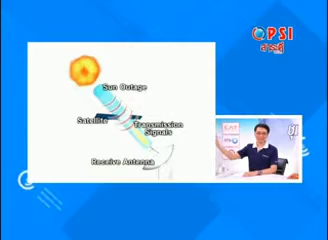 PSI
Sun Outage
Satellite
Transmission
Signals
Receive Antenna